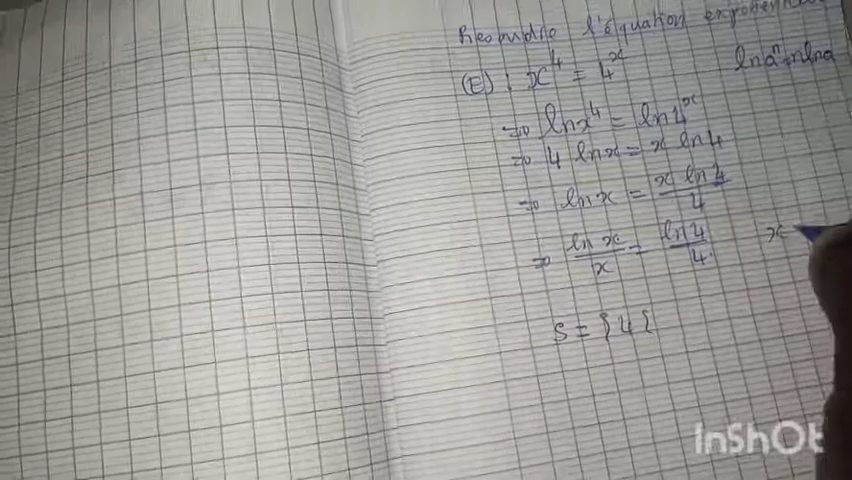 Resoudre l'équation exponentielle
(E) : x⁴ = 4ˣ ln aⁿ = n ln a
⇒ ln x⁴ = ln 4ˣ
⇒ 4 ln x = x ln 4
⇒ ln x = x ln 4 / 4
⇒ ln x / x = ln 4 / 4 x
S = {4{
InShOt